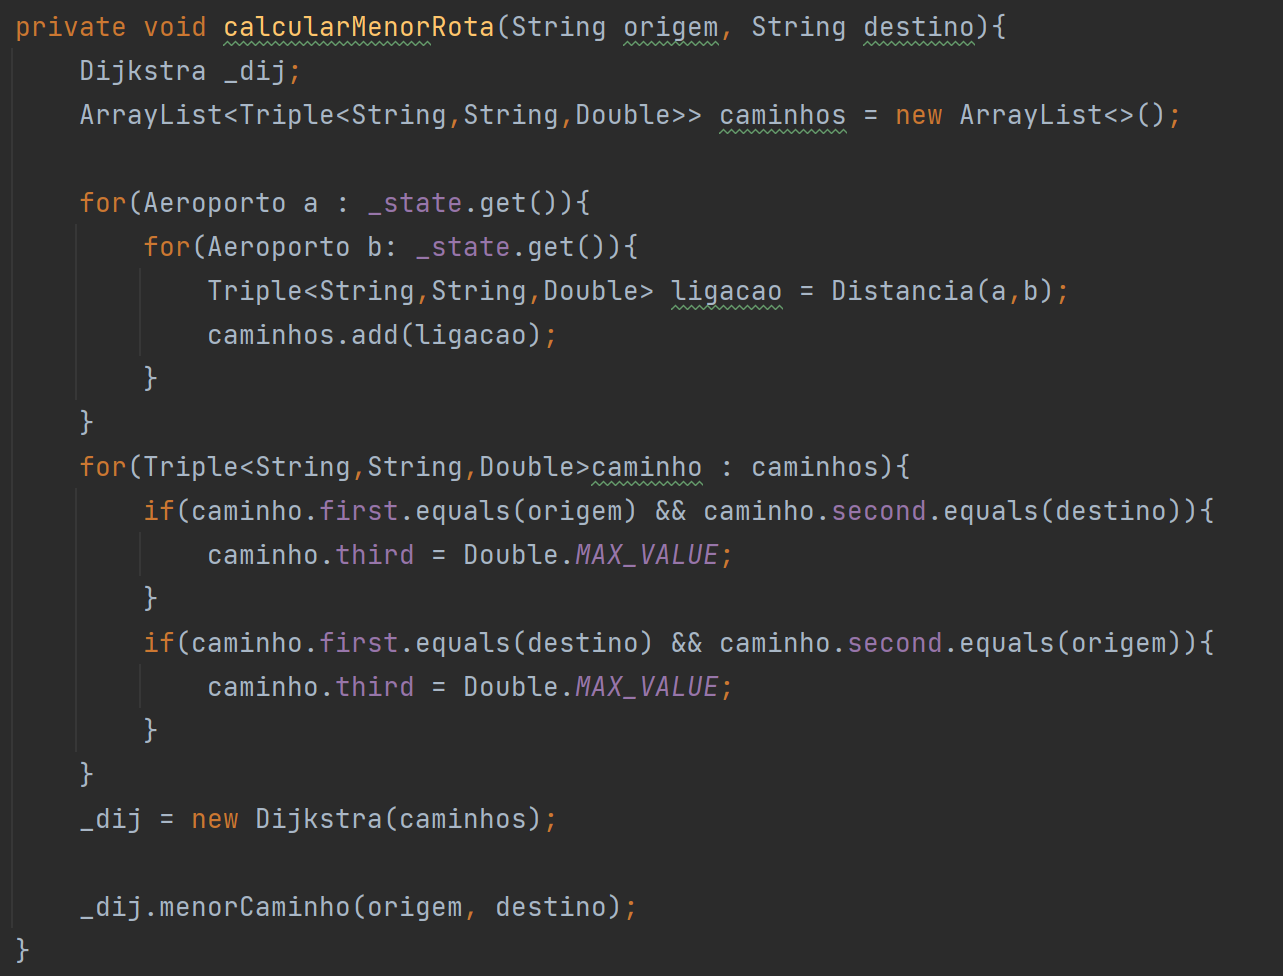 private void calcularMenorRota(String origem, String destino){
    Dijkstra _dij;
    ArrayList<Triple<String,String,Double>> caminhos = new ArrayList<>();

    for(Aeroporto a : _state.get()){
        for(Aeroporto b: _state.get()){
            Triple<String,String,Double> ligacao = Distancia(a,b);
            caminhos.add(ligacao);
        }
    }
    for(Triple<String,String,Double>caminho : caminhos){
        if(caminho.first.equals(origem) && caminho.second.equals(destino)){
            caminho.third = Double.MAX_VALUE;
        }
        if(caminho.first.equals(destino) && caminho.second.equals(origem)){
            caminho.third = Double.MAX_VALUE;
        }
    }
    _dij = new Dijkstra(caminhos);

    _dij.menorCaminho(origem, destino);
}